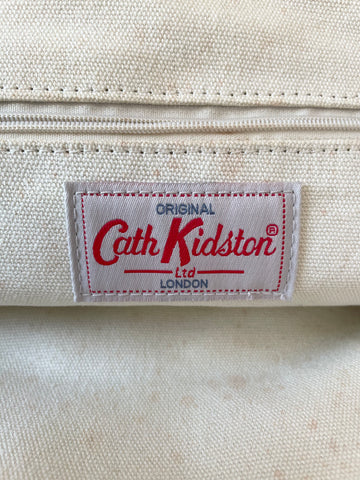 ORIGINAL
Cath Kidston®
Ltd
LONDON